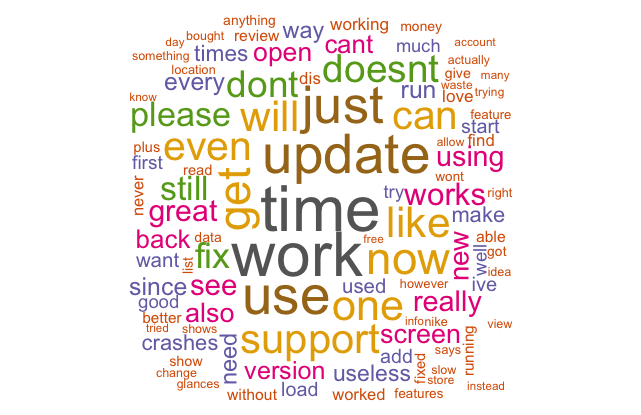 anything
day bought review way working money
something times open cant much account
location every dont dis doesnt run give actually many
know please will just can love waste trying
plus even update using start feature
first read get time try works allow find
never still like wont right
great work free now make able
back data fix new well got
want list use one used however ive idea
since see also support really
good better tried shows screen info nike view
crashes need version add says running
show change glances useless fixed slow store instead
without load worked features